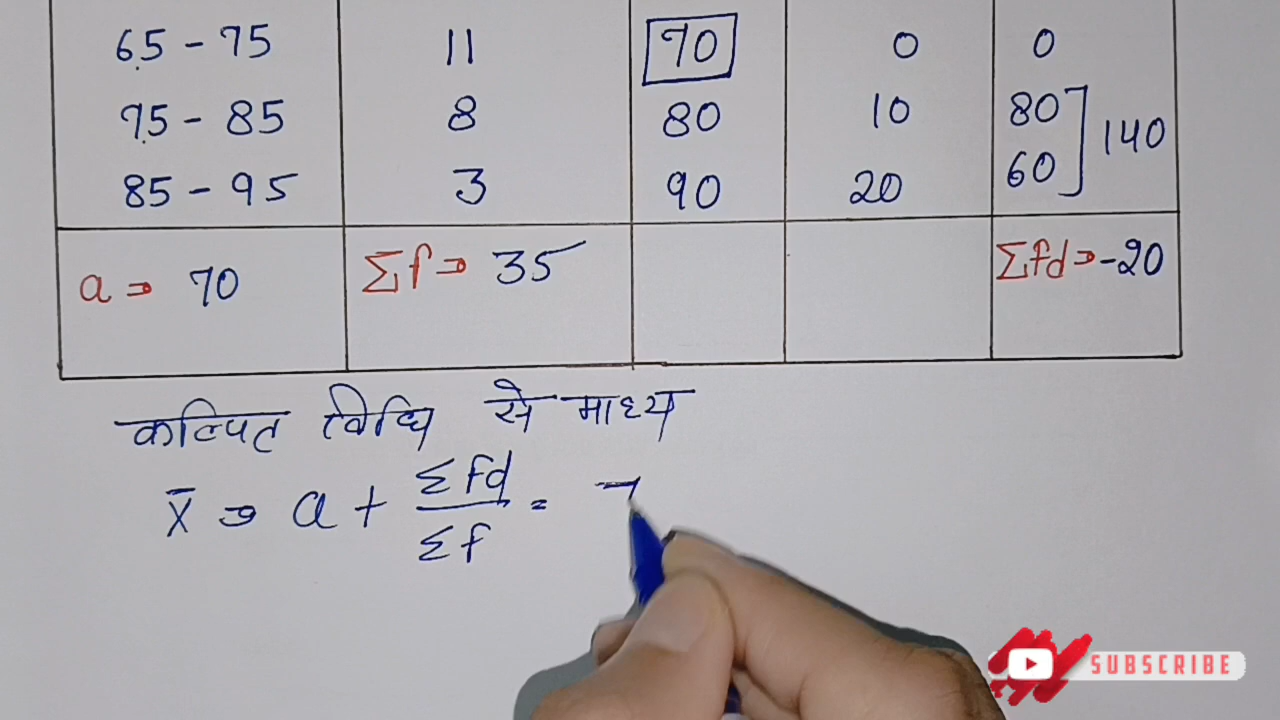 65 - 75 11 70 0 0
75 - 85 8 80 10 80
85 - 95 3 90 20 60 ] 140
a ⇒ 70 Σf ⇒ 35 Σfd ⇒ -20
कल्पित विधि से माध्य
x̄ ⇒ a + Σfd/Σf = 7
SUBSCRIBE